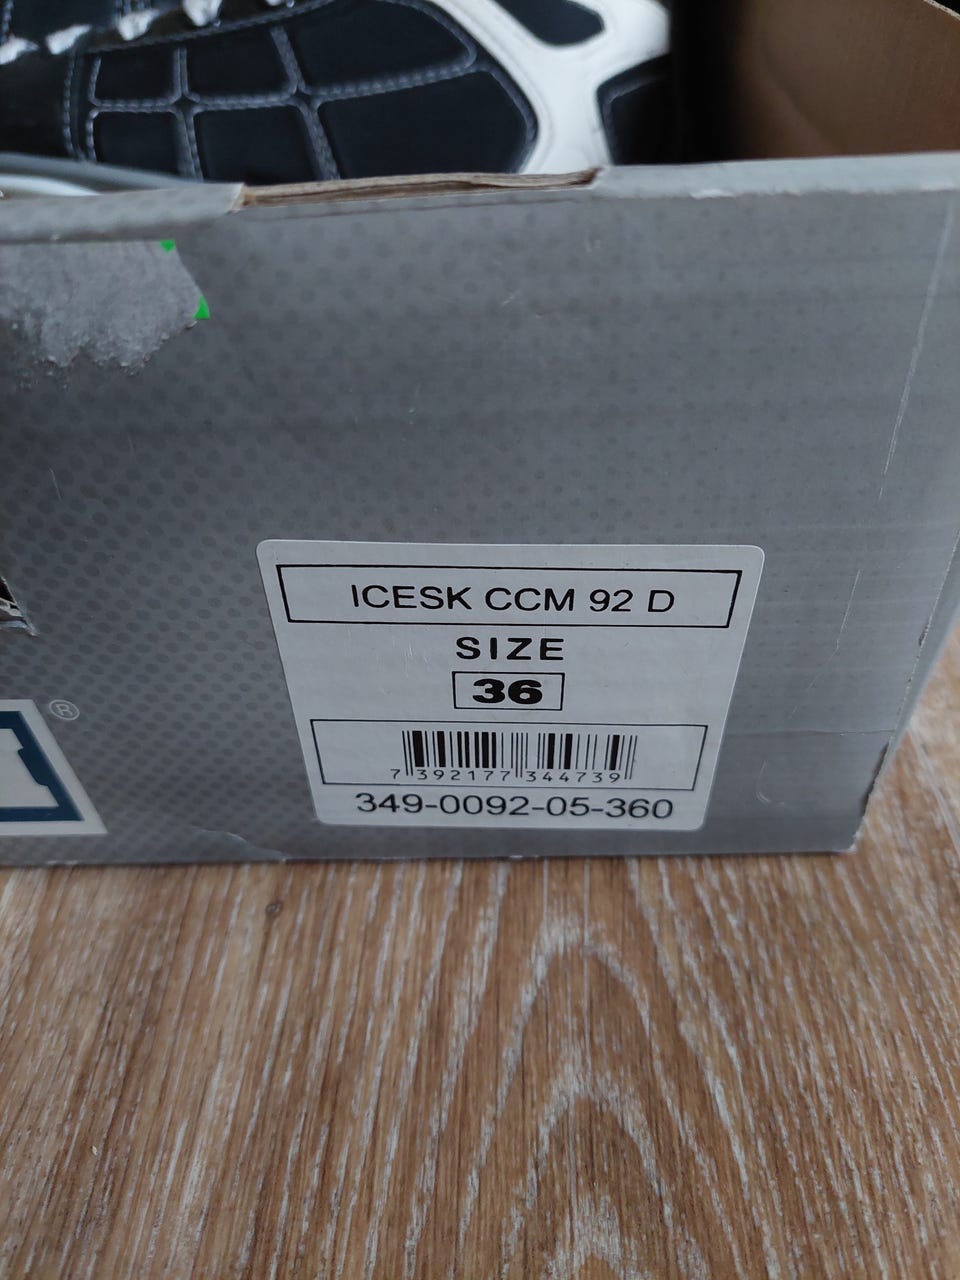 ICESK CCM 92 D
SIZE
36
7 392177 344739
349-0092-05-360
®